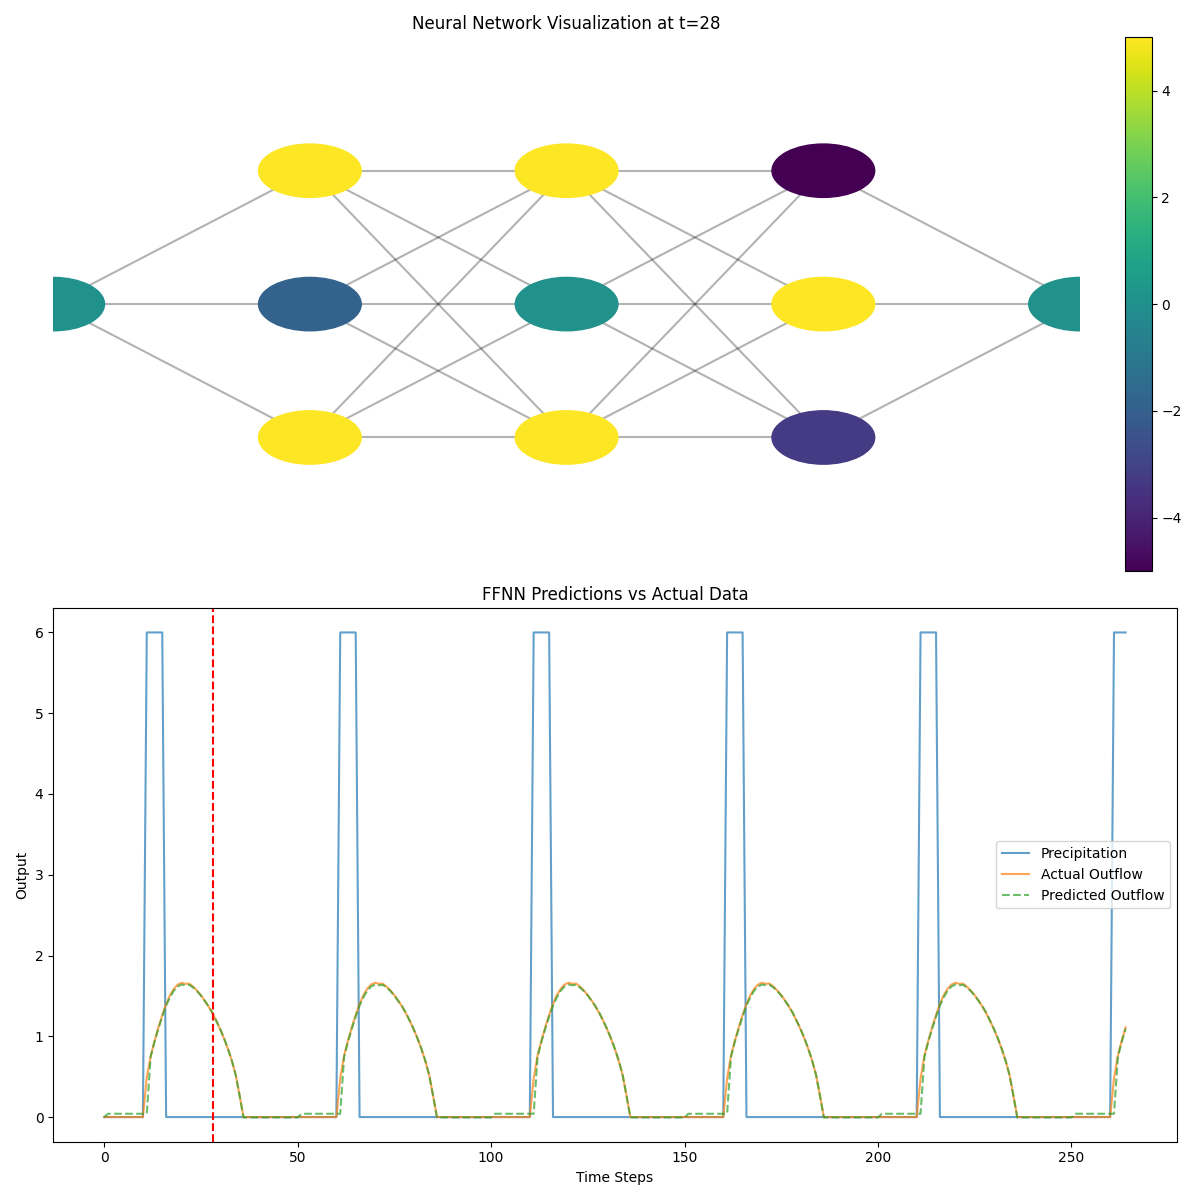 Neural Network Visualization at t=28
4
2
0
−2
−4
FFNN Predictions vs Actual Data
6
5
4
3
2
1
0
Output
Precipitation
Actual Outflow
Predicted Outflow
0 50 100 150 200 250
Time Steps